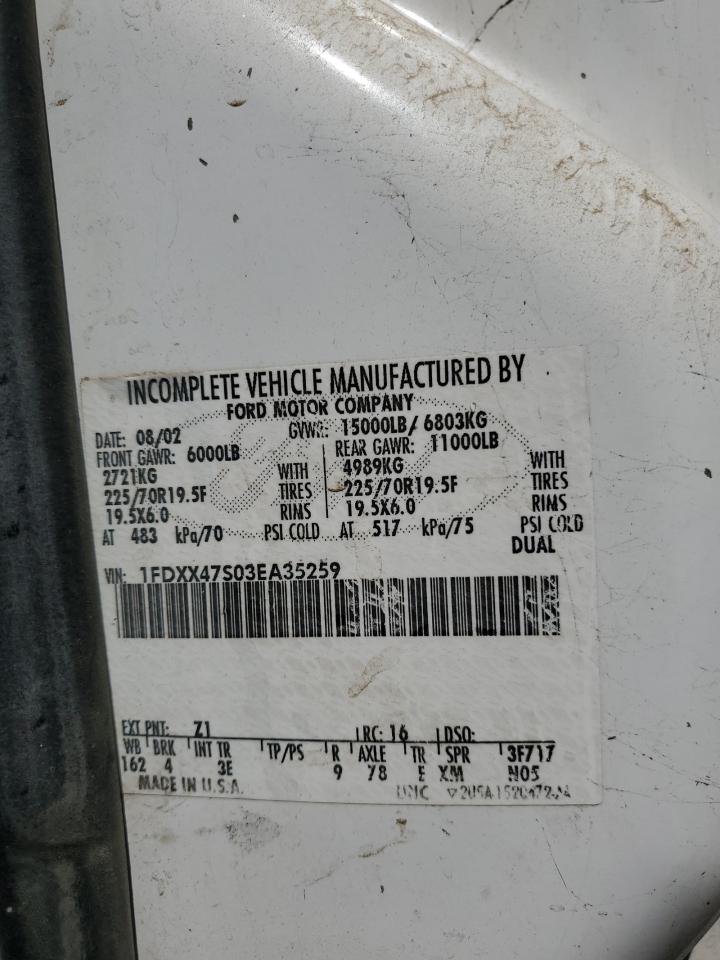 INCOMPLETE VEHICLE MANUFACTURED BY
FORD MOTOR COMPANY
DATE: 08/02 GVWR: 15000LB/ 6803KG
FRONT GAWR: 6000LB REAR GAWR: 11000LB
2721KG WITH 4989KG WITH
225/70R19.5F TIRES 225/70R19.5F TIRES
19.5X6.0 RIMS 19.5X6.0 RIMS
AT 483 kPa/70 PSI COLD AT 517 kPa/75 PSI COLD
DUAL
VIN: 1FDXX47S03EA35259
EXT PNT: Z1 RC: 16 DSO:
WB BRK INT TR TP/PS R AXLE TR SPR 3F717
162 4 3E 9 78 E XM N05
MADE IN U.S.A. UNC